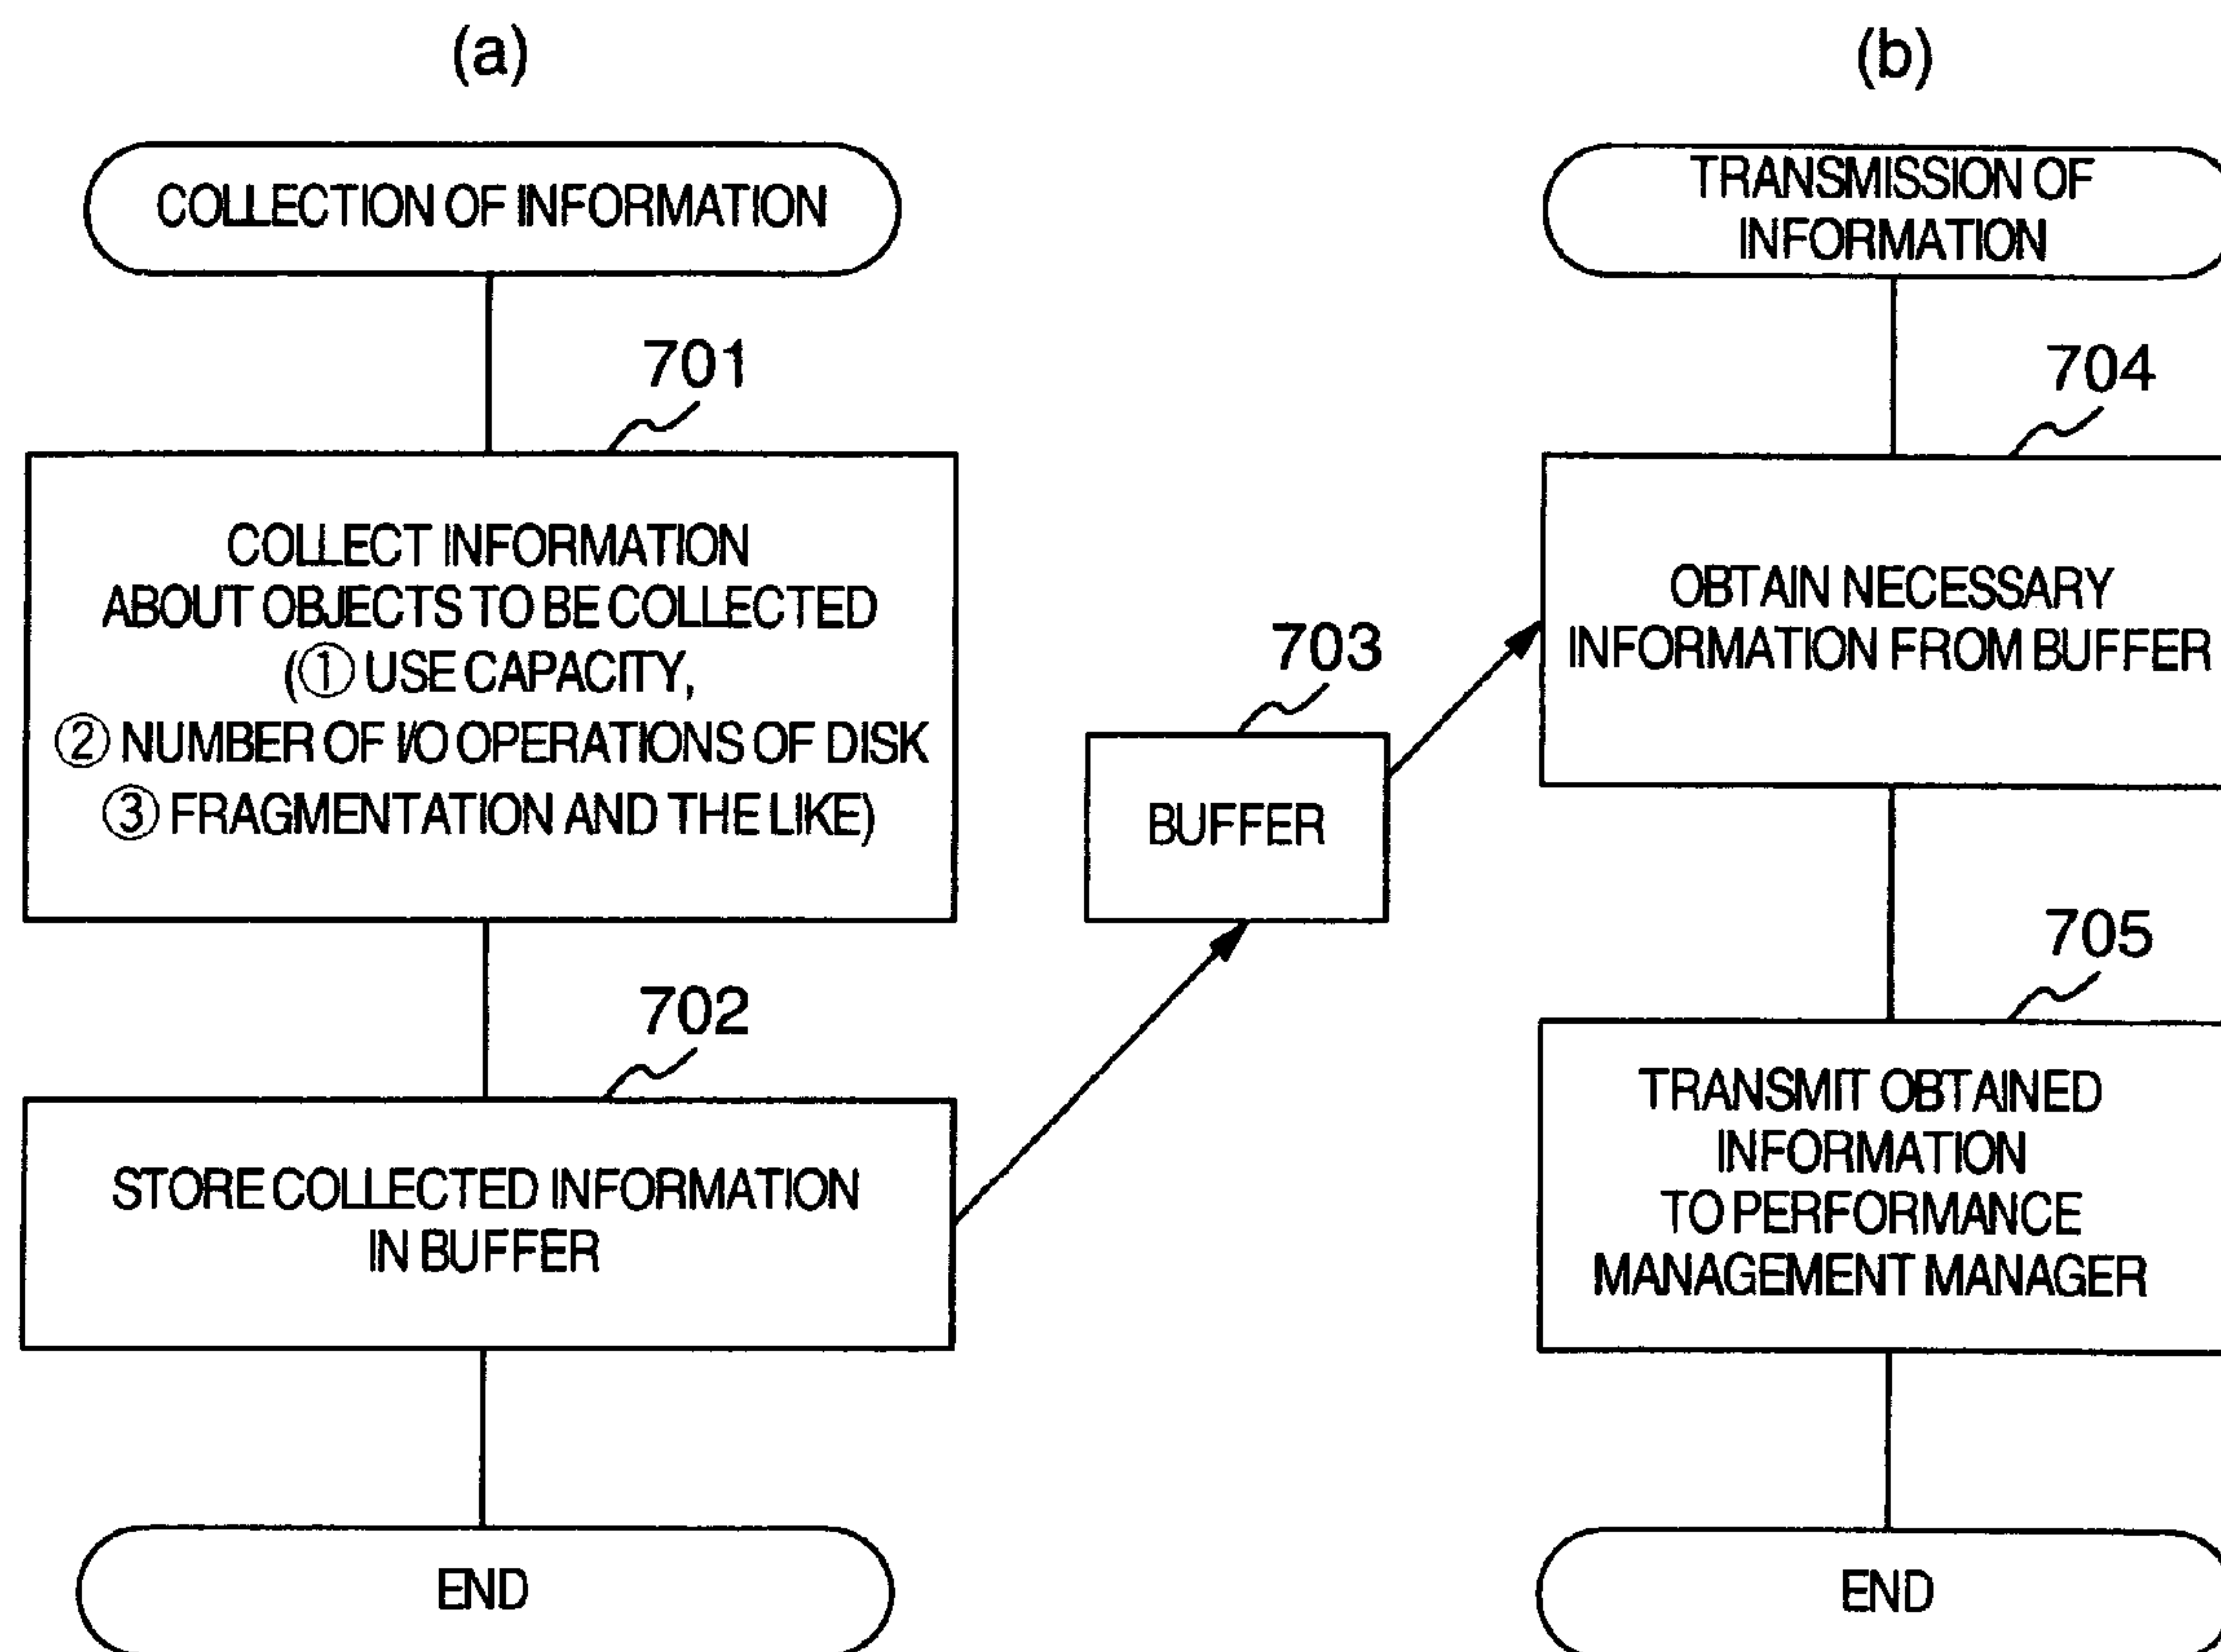 (a)
COLLECTION OF INFORMATION
701
COLLECT INFORMATION
ABOUT OBJECTS TO BE COLLECTED
(① USE CAPACITY,
② NUMBER OF I/O OPERATIONS OF DISK
③ FRAGMENTATION AND THE LIKE)
702
STORE COLLECTED INFORMATION
IN BUFFER
END
703
BUFFER
(b)
TRANSMISSION OF
INFORMATION
704
OBTAIN NECESSARY
INFORMATION FROM BUFFER
705
TRANSMIT OBTAINED
INFORMATION
TO PERFORMANCE
MANAGEMENT MANAGER
END